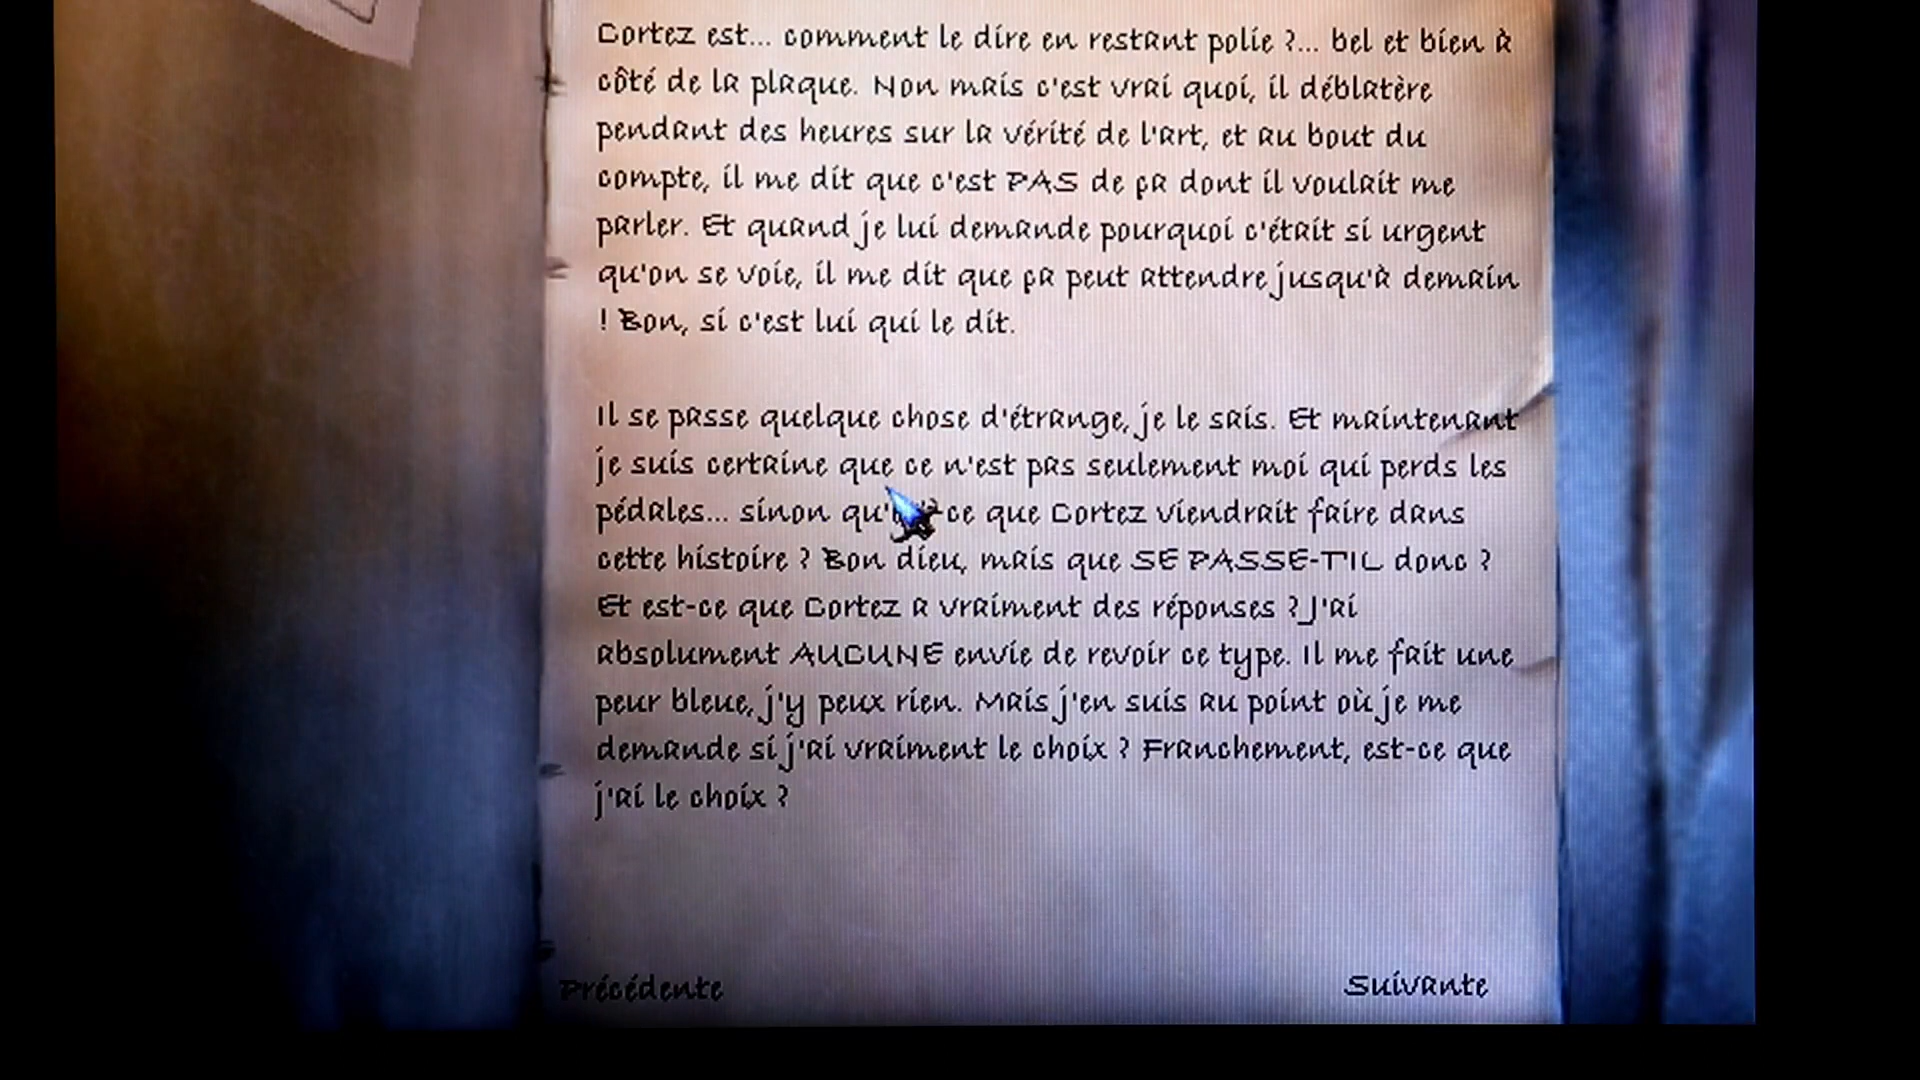 Cortez est... comment le dire en restant polie ?... bel et bien à
côté de la plaque. Non mais c'est vrai quoi, il déblatère
pendant des heures sur la vérité de l'art, et au bout du
compte, il me dit que c'est PAS de ça dont il voulait me
parler. Et quand je lui demande pourquoi c'était si urgent
qu'on se voie, il me dit que ça peut attendre jusqu'à demain
! Bon, si c'est lui qui le dit.
Il se passe quelque chose d'étrange, je le sais. Et maintenant
je suis certaine que ce n'est pas seulement moi qui perds les
pédales... sinon ce que Cortez viendrait faire dans
cette histoire ? Bon dieu, mais que SE PASSE-T'IL donc ?
Et est-ce que Cortez a vraiment des réponses ? J'ai
absolument AUCUNE envie de revoir ce type. Il me fait une
peur bleue, j'y peux rien. Mais j'en suis au point où je me
demande si j'ai vraiment le choix ? Franchement, est-ce que
j'ai le choix ?
Précédente
Suivante